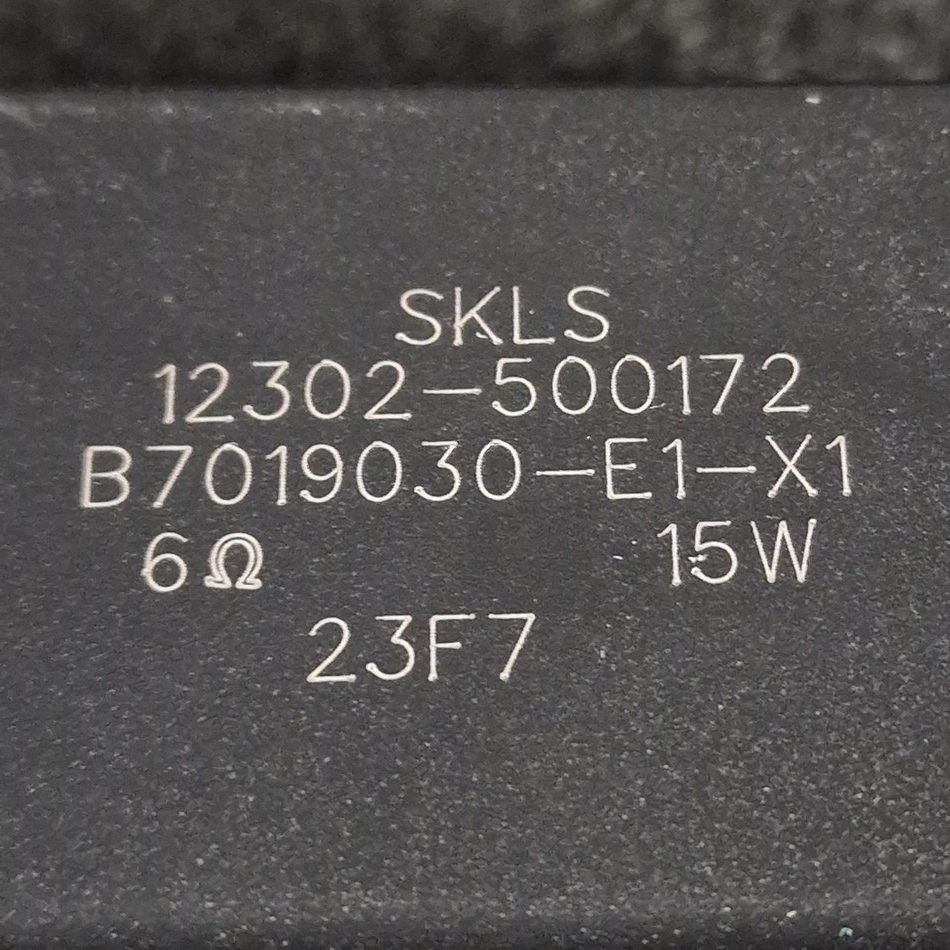 SKLS
12302-500172
B7019030-E1-X1
6Ω 15W
23F7